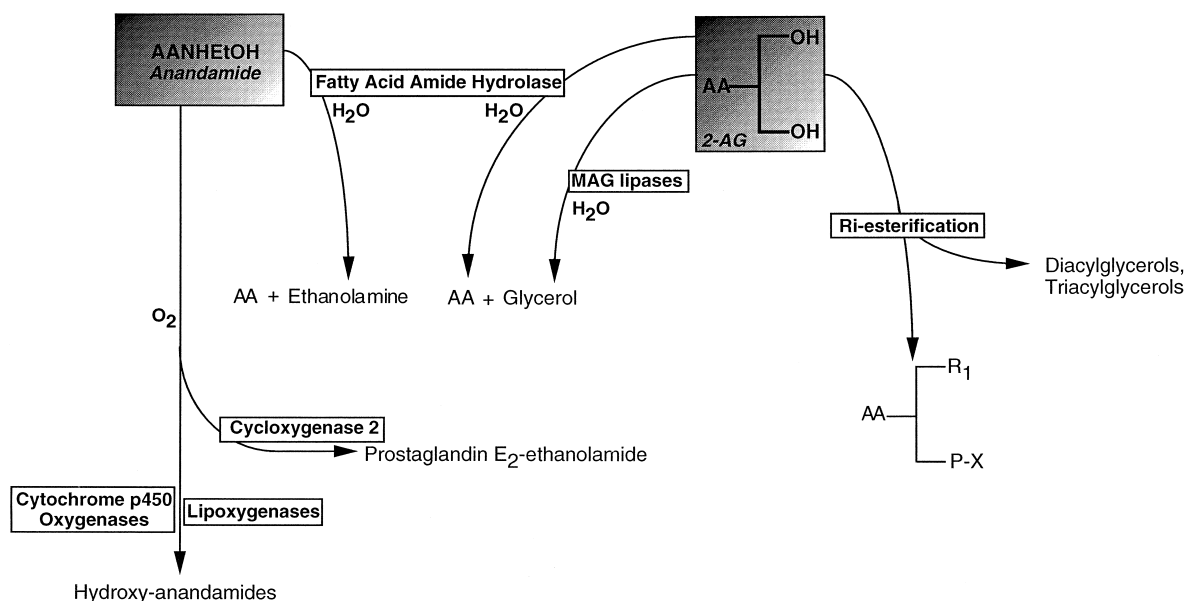 AANHEtOH
Anandamide
Fatty Acid Amide Hydrolase
H2O
H2O
AA
OH
OH
2-AG
MAG lipases
H2O
Ri-esterification
Diacylglycerols,
Triacylglycerols
AA + Ethanolamine
AA + Glycerol
O2
AA
R1
P-X
Cycloxygenase 2
Prostaglandin E2-ethanolamide
Cytochrome p450
Oxygenases
Lipoxygenases
Hydroxy-anandamides